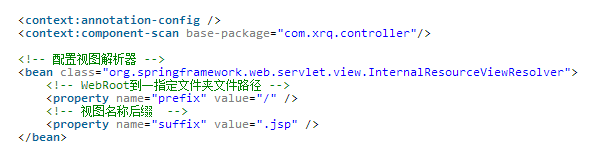 <context:annotation-config />
<context:component-scan base-package="com.xrq.controller"/>
<!-- 配置视图解析器 -->
<bean class="org.springframework.web.servlet.view.InternalResourceViewResolver">
<!-- WebRoot到一指定文件夹文件路径 -->
<property name="prefix" value="/" />
<!-- 视图名称后缀  -->
<property name="suffix" value=".jsp" />
</bean>